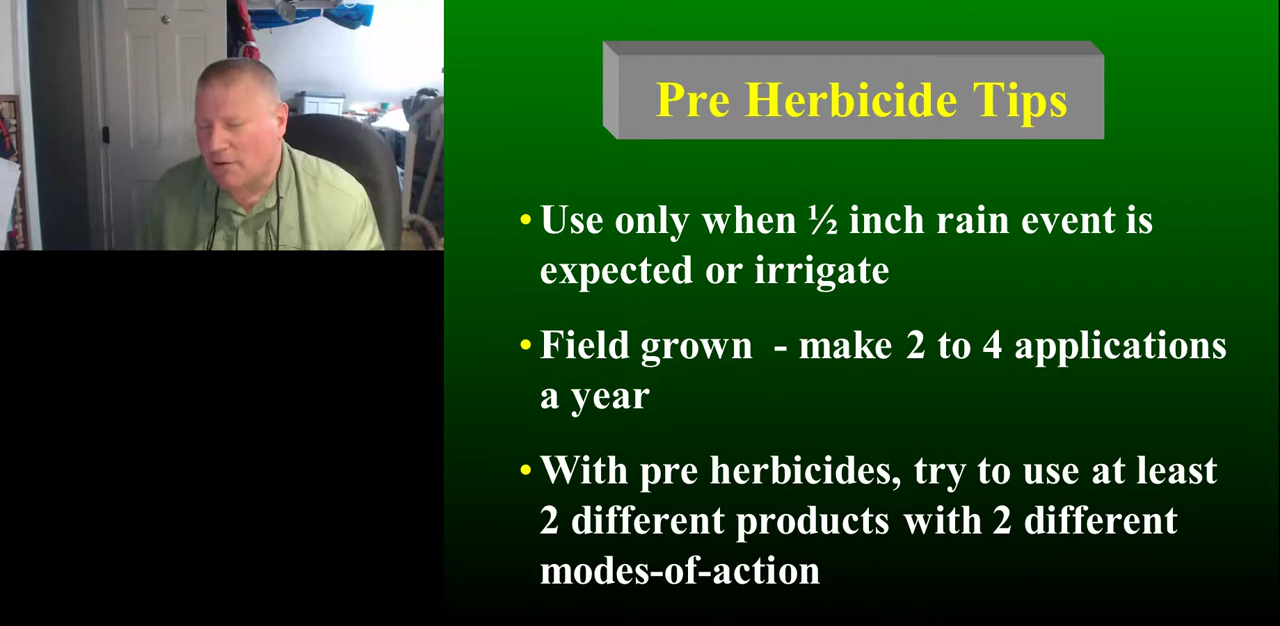 Pre Herbicide Tips
• Use only when ½ inch rain event is
expected or irrigate
• Field grown - make 2 to 4 applications
a year
• With pre herbicides, try to use at least
2 different products with 2 different
modes-of-action